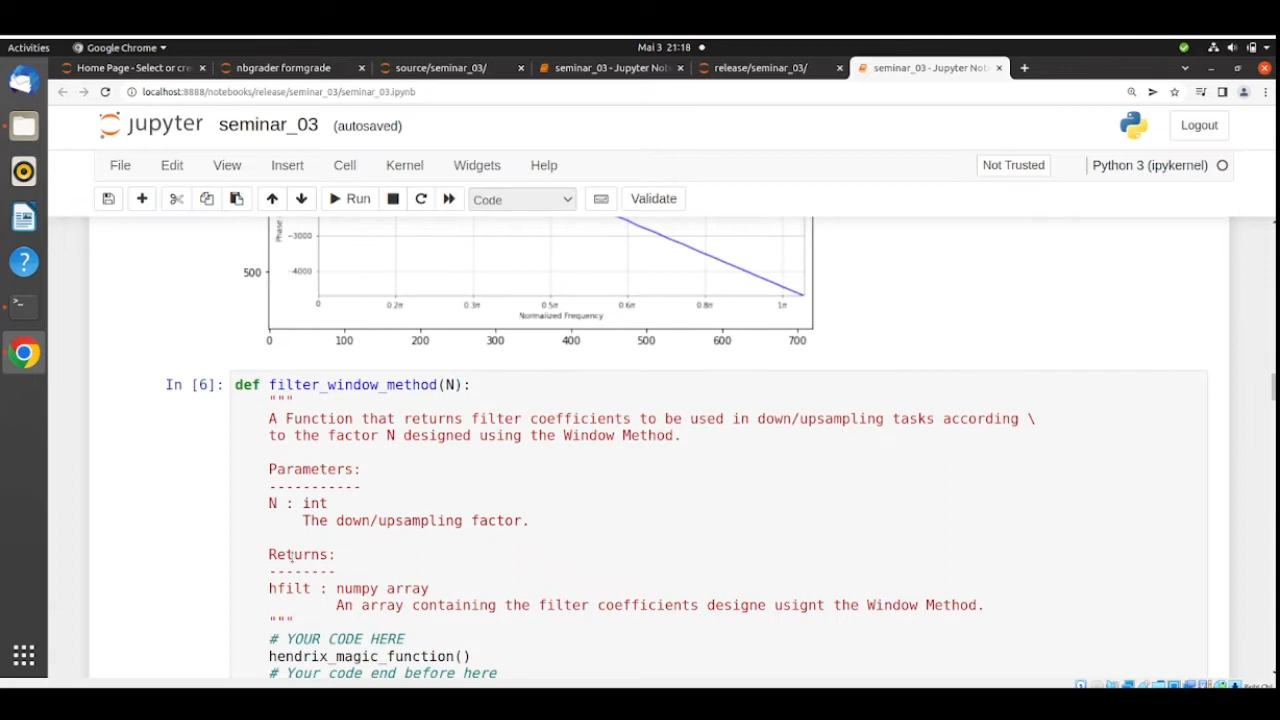 Activities
Google Chrome
Mai 3 21:18
Home Page - Select or cre
nbgrader formgrade
source/seminar_03/
seminar_03 - Jupyter Not
release/seminar_03/
seminar_03 - Jupyter Not
localhost:8888/notebooks/release/seminar_03/seminar_03.ipynb
jupyter seminar_03 (autosaved)
Logout
File Edit View Insert Cell Kernel Widgets Help
Not Trusted
Python 3 (ipykernel)
Run
Code
Validate
Phase
−3000
−4000
500
0 0.2π 0.3π 0.5π 0.6π 0.8π 1π
Normalized Frequency
0 100 200 300 400 500 600 700
In [6]: def filter_window_method(N):
"""
A Function that returns filter coefficients to be used in down/upsampling tasks according \
to the factor N designed using the Window Method.
Parameters:
-----------
N : int
The down/upsampling factor.
Returns:
--------
hfilt : numpy array
An array containing the filter coefficients designe usignt the Window Method.
"""
# YOUR CODE HERE
hendrix_magic_function()
# Your code end before here